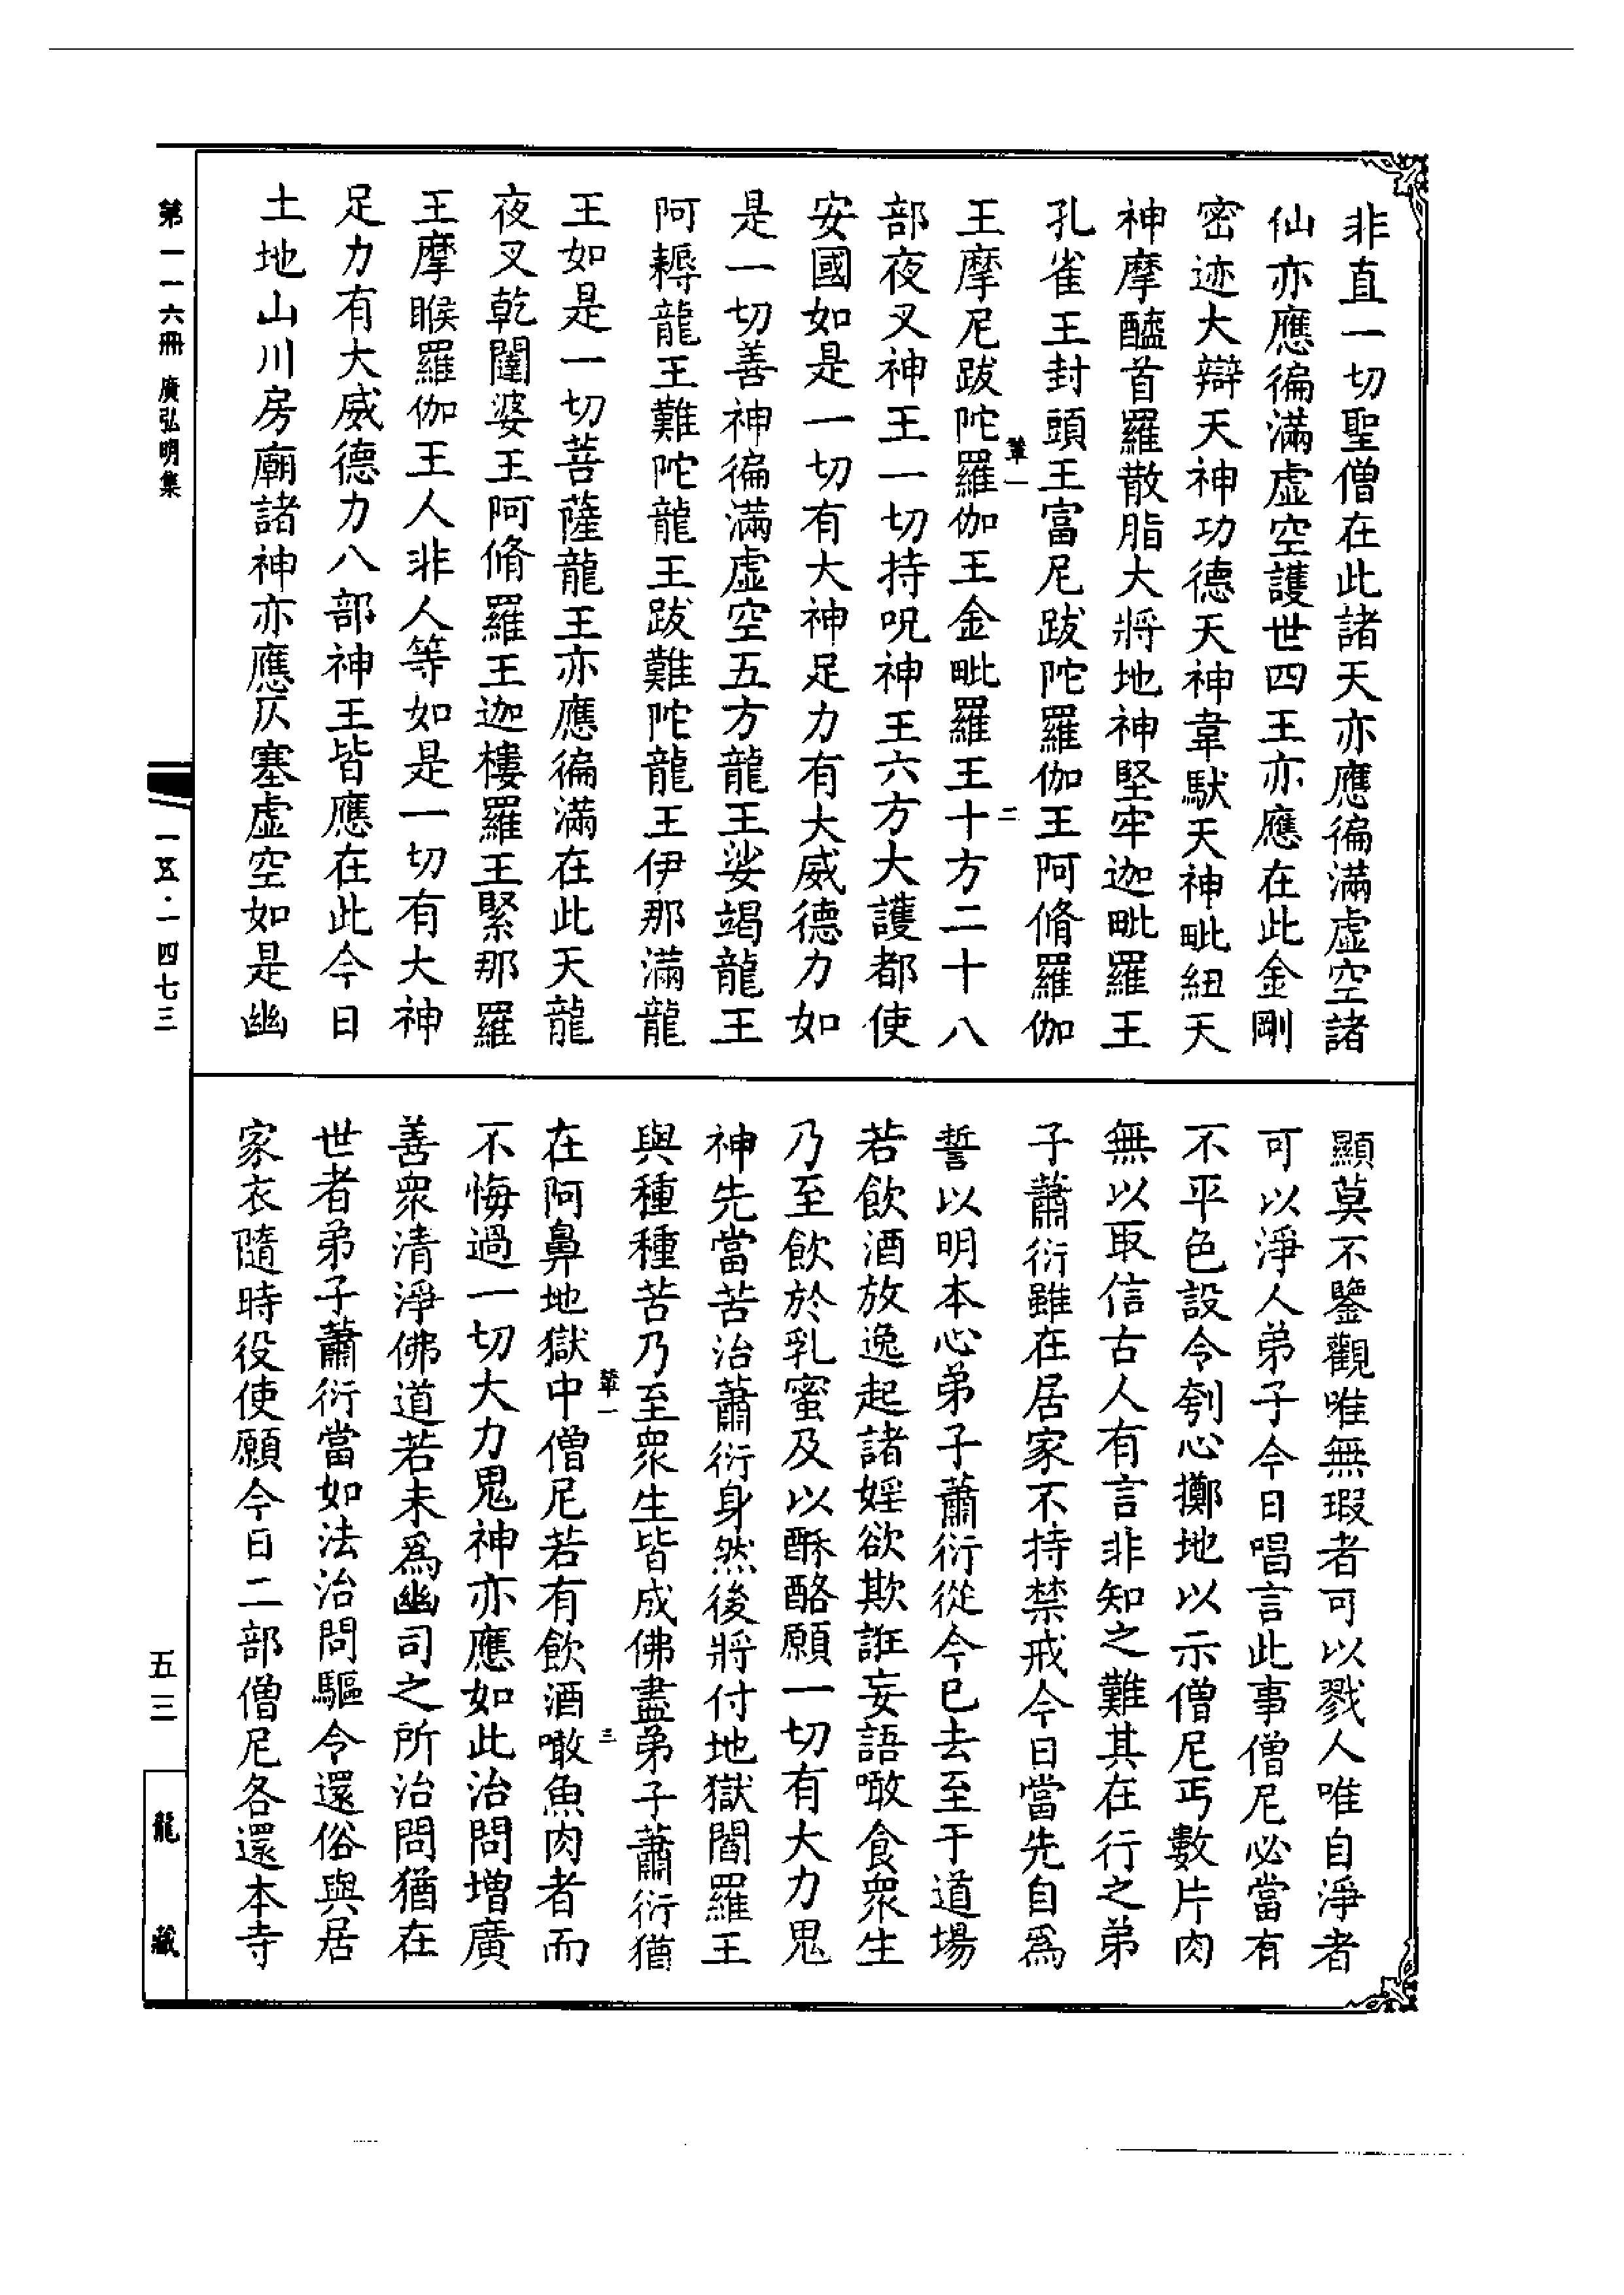 非直一切聖僧在此諸天亦應徧滿虛空諸
仙亦應徧滿虛空護世四王亦應在此金剛
密迹大辯天神功德天神韋馱天神毗紐天
神摩醯首羅散脂大將地神堅牢迦毗羅王
孔雀王封頭王富尼跋陀羅伽王阿脩羅伽
輦一
二
王摩尼跋陀羅伽王金毗羅王十方二十八
部夜叉神王一切持呪神王六方大護都使
安國如是一切有大神足力有大威德力如
是一切善神徧滿虛空五方龍王娑竭龍王
阿耨龍王難陀龍王跋難陀龍王伊那滿龍
王如是一切菩薩龍王亦應徧滿在此天龍
夜叉乾闥婆王阿脩羅王迦樓羅王緊那羅
王摩睺羅伽王人非人等如是一切有大神
足力有大威德力八部神王皆應在此今日
土地山川房廟諸神亦應仄塞虛空如是幽
顯莫不鑒觀唯無瑕者可以戮人唯自淨者
可以淨人弟子今日唱言此事僧尼必當有
不平色設令刳心擲地以示僧尼丐數片肉
無以取信古人有言非知之難其在行之弟
子蕭衍雖在居家不持禁戒今日當先自爲
誓以明本心弟子蕭衍從今已去至于道場
若飲酒放逸起諸婬欲欺誑妄語噉食衆生
乃至飲於乳蜜及以酥酪願一切有大力鬼
神先當苦治蕭衍身然後將付地獄閻羅王
與種種苦乃至衆生皆成佛盡弟子蕭衍猶
輦一
三
在阿鼻地獄中僧尼若有飲酒噉魚肉者而
不悔過一切大力鬼神亦應如此治問增廣
善衆清淨佛道若未爲幽司之所治問猶在
世者弟子蕭衍當如法治問驅令還俗與居
家衣隨時役使願今日二部僧尼各還本寺
第一一六冊 廣弘明集
一五·一四七三
五三
龍藏